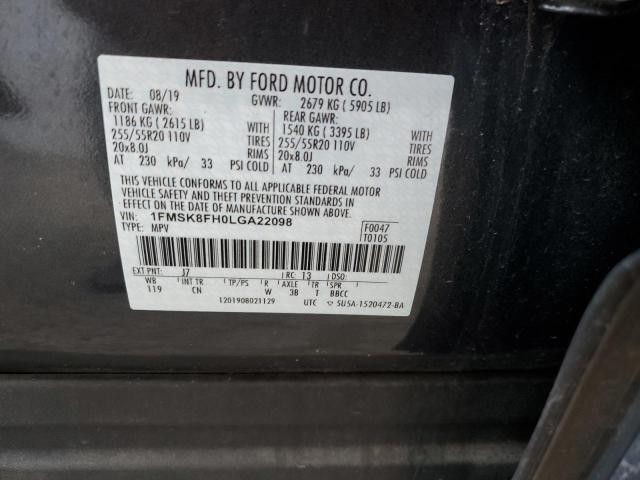 MFD. BY FORD MOTOR CO.
DATE: 08/19 GVWR: 2679 KG ( 5905 LB)
FRONT GAWR: REAR GAWR:
1186 KG ( 2615 LB) WITH 1540 KG ( 3395 LB) WITH
255/55R20 110V TIRES 255/55R20 110V TIRES
20x8.0J RIMS 20x8.0J RIMS
AT 230 kPa/ 33 PSI COLD AT 230 kPa/ 33 PSI COLD
THIS VEHICLE CONFORMS TO ALL APPLICABLE FEDERAL MOTOR
VEHICLE SAFETY AND THEFT PREVENTION STANDARDS IN
EFFECT ON THE DATE OF MANUFACTURE SHOWN ABOVE.
VIN: 1FMSK8FH0LGA22098 F0047
TYPE: MPV T0105
EXT PNT: J7 RC: 13 DSO:
WB INT TR TP/PS R AXLE TR SPR
119 CN W 3B T BBCC
1201908021129 UTC ▽ 5U5A-1520472-BA